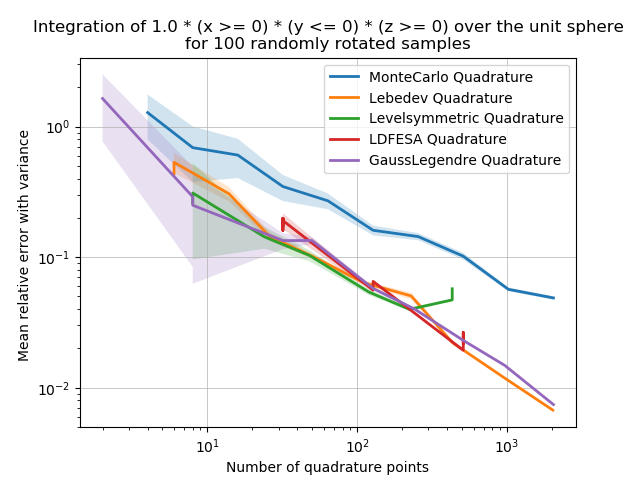 Integration of 1.0 * (x >= 0) * (y <= 0) * (z >= 0) over the unit sphere
for 100 randomly rotated samples
MonteCarlo Quadrature
Lebedev Quadrature
Levelsymmetric Quadrature
LDFESA Quadrature
GaussLegendre Quadrature
Mean relative error with variance
10⁰
10⁻¹
10⁻²
10¹
10²
10³
Number of quadrature points